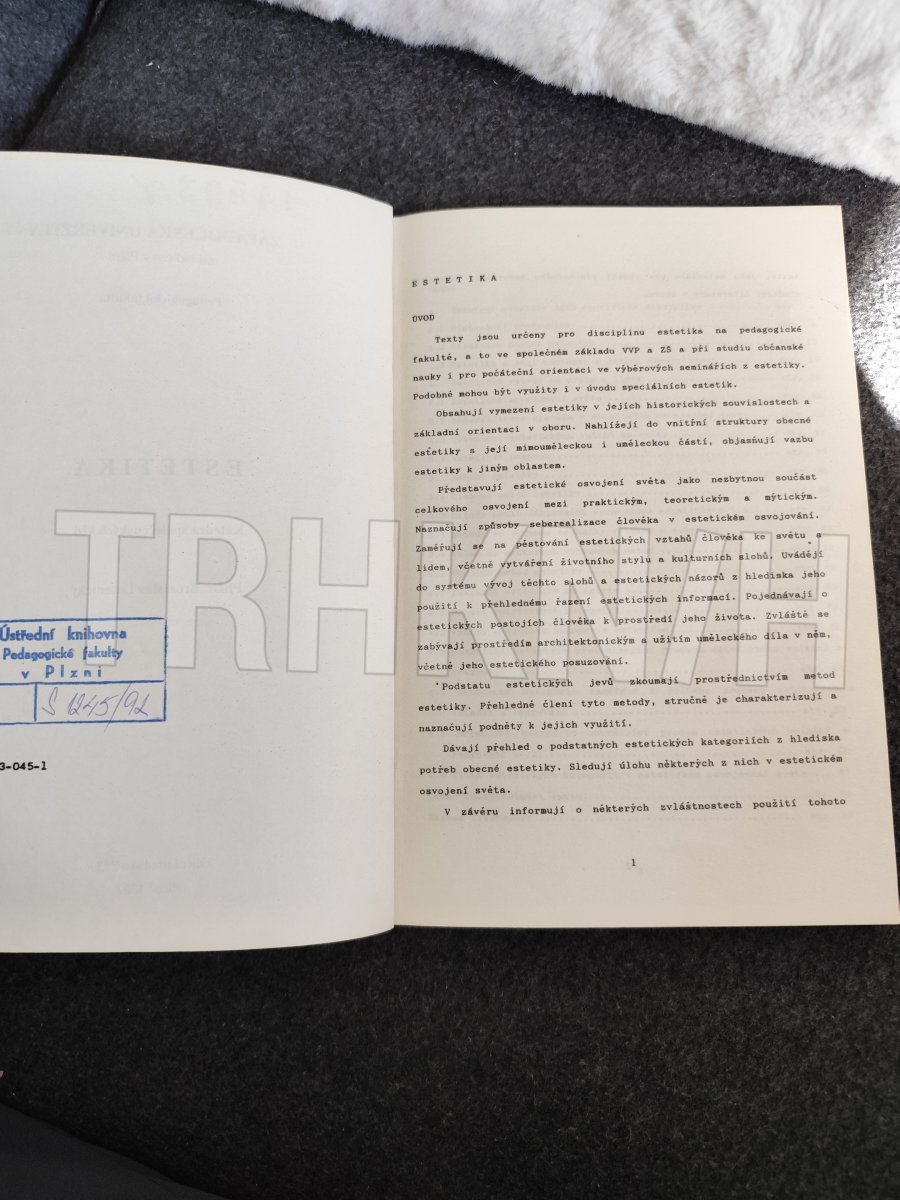 Ústřední knihovna
Pedagogické fakulty
v Plzni
S 1245/92
3-045-1
ESTETIKA
ÚVOD
Texty jsou určeny pro disciplínu estetika na pedagogické
fakultě, a to ve společném základu VVP a ZŠ a při studiu občanské
nauky i pro počáteční orientaci ve výběrových seminářích z estetiky.
Podobně mohou být využity i v úvodu speciálních estetik.
Obsahují vymezení estetiky v jejích historických souvislostech a
základní orientaci v oboru. Nahlížejí do vnitřní struktury obecné
estetiky s její mimouměleckou i uměleckou částí, objasňují vazbu
estetiky k jiným oblastem.
Představují estetické osvojení světa jako nezbytnou součást
celkového osvojení mezi praktickým, teoretickým a mýtickým.
Naznačují způsoby seberealizace člověka v estetickém osvojování.
Zaměřují se na pěstování estetických vztahů člověka ke světu a
lidem, včetně vytváření životního stylu a kulturních slohů. Uvádějí
do systému vývoj těchto slohů a estetických názorů z hlediska jeho
použití k přehlednému řazení estetických informací. Pojednávají o
estetických postojích člověka k prostředí jeho života. Zvláště se
zabývají prostředím architektonickým a užitím uměleckého díla v něm,
včetně jeho estetického posuzování.
Podstatu estetických jevů zkoumají prostřednictvím metod
estetiky. Přehledně člení tyto metody, stručně je charakterizují a
naznačují podněty k jejich využití.
Dávají přehled o podstatných estetických kategoriích z hlediska
potřeb obecné estetiky. Sledují úlohu některých z nich v estetickém
osvojení světa.
V závěru informují o některých zvláštnostech použití tohoto
1
TRHKNIH